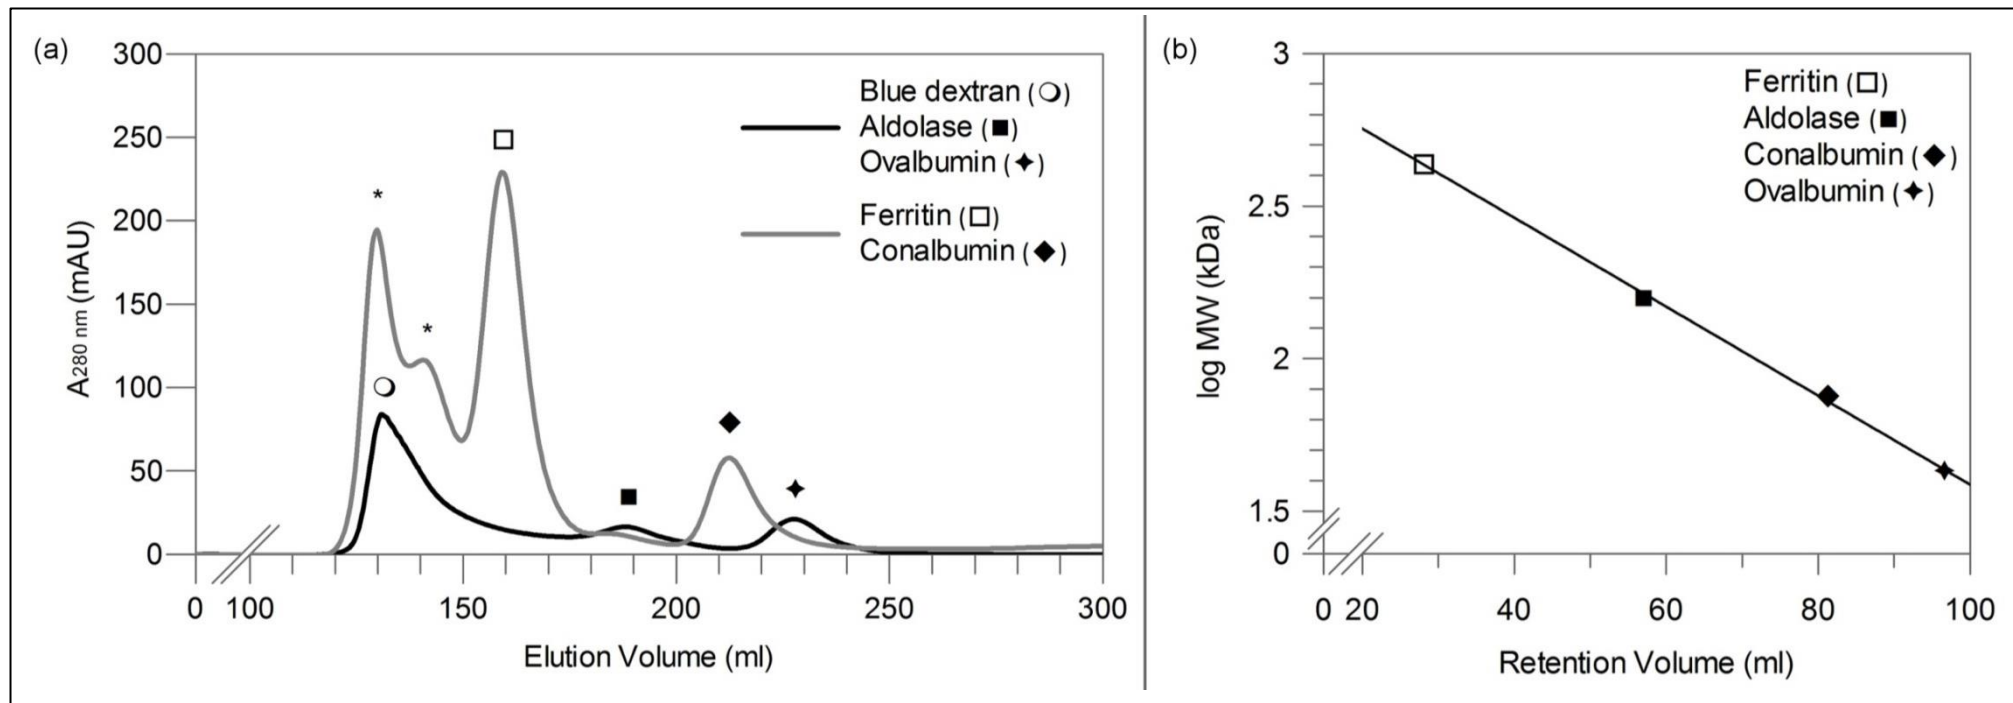 (a)
300
250
200
150
100
50
0
A280 nm (mAU)
*
*
Blue dextran ( )
Aldolase (■)
Ovalbumin (✦)
Ferritin (□)
Conalbumin (◆)
0 100 150 200 250 300
Elution Volume (ml)
(b)
3
2.5
2
1.5
0
log MW (kDa)
Ferritin (□)
Aldolase (■)
Conalbumin (◆)
Ovalbumin (✦)
0 20 40 60 80 100
Retention Volume (ml)